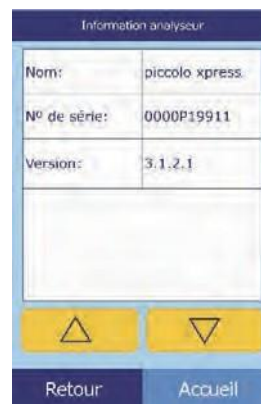 Information analyseur
Nom: piccolo xpress
Nº de série: 0000P19911
Version: 3.1.2.1
Retour Accueil